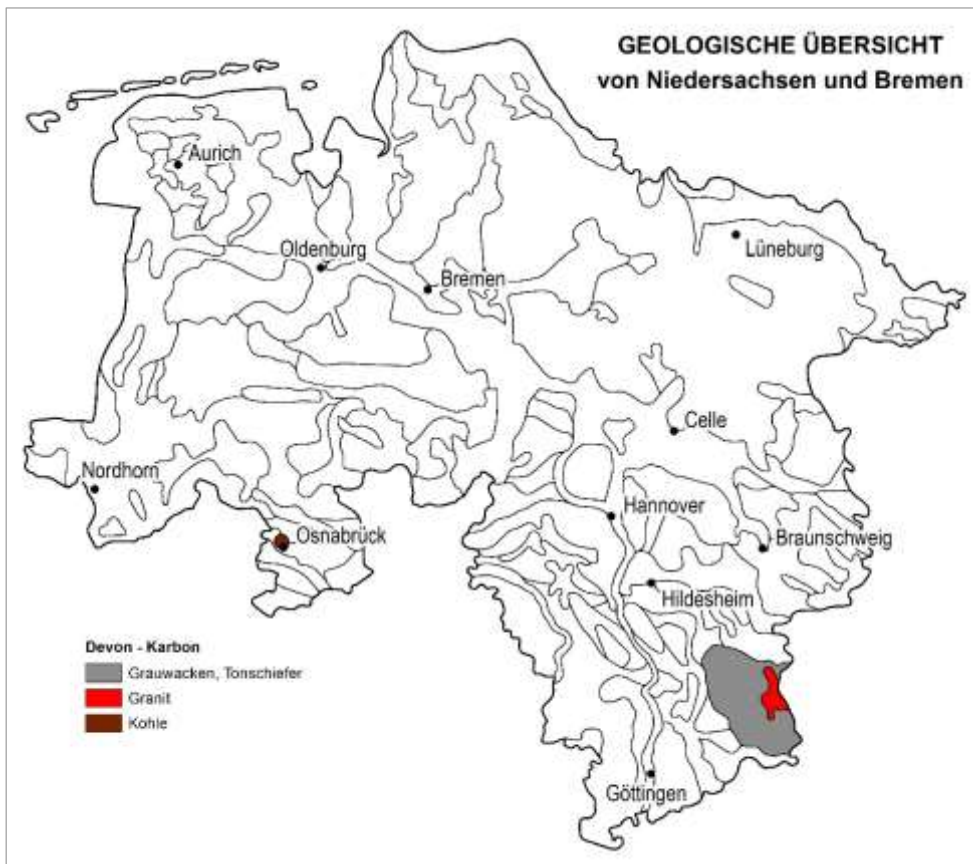 GEOLOGISCHE ÜBERSICHT
von Niedersachsen und Bremen
Aurich
Oldenburg
Bremen
Lüneburg
Celle
Nordhorn
Hannover
Osnabrück
Braunschweig
Hildesheim
Göttingen
Devon - Karbon
Grauwacken, Tonschiefer
Granit
Kohle